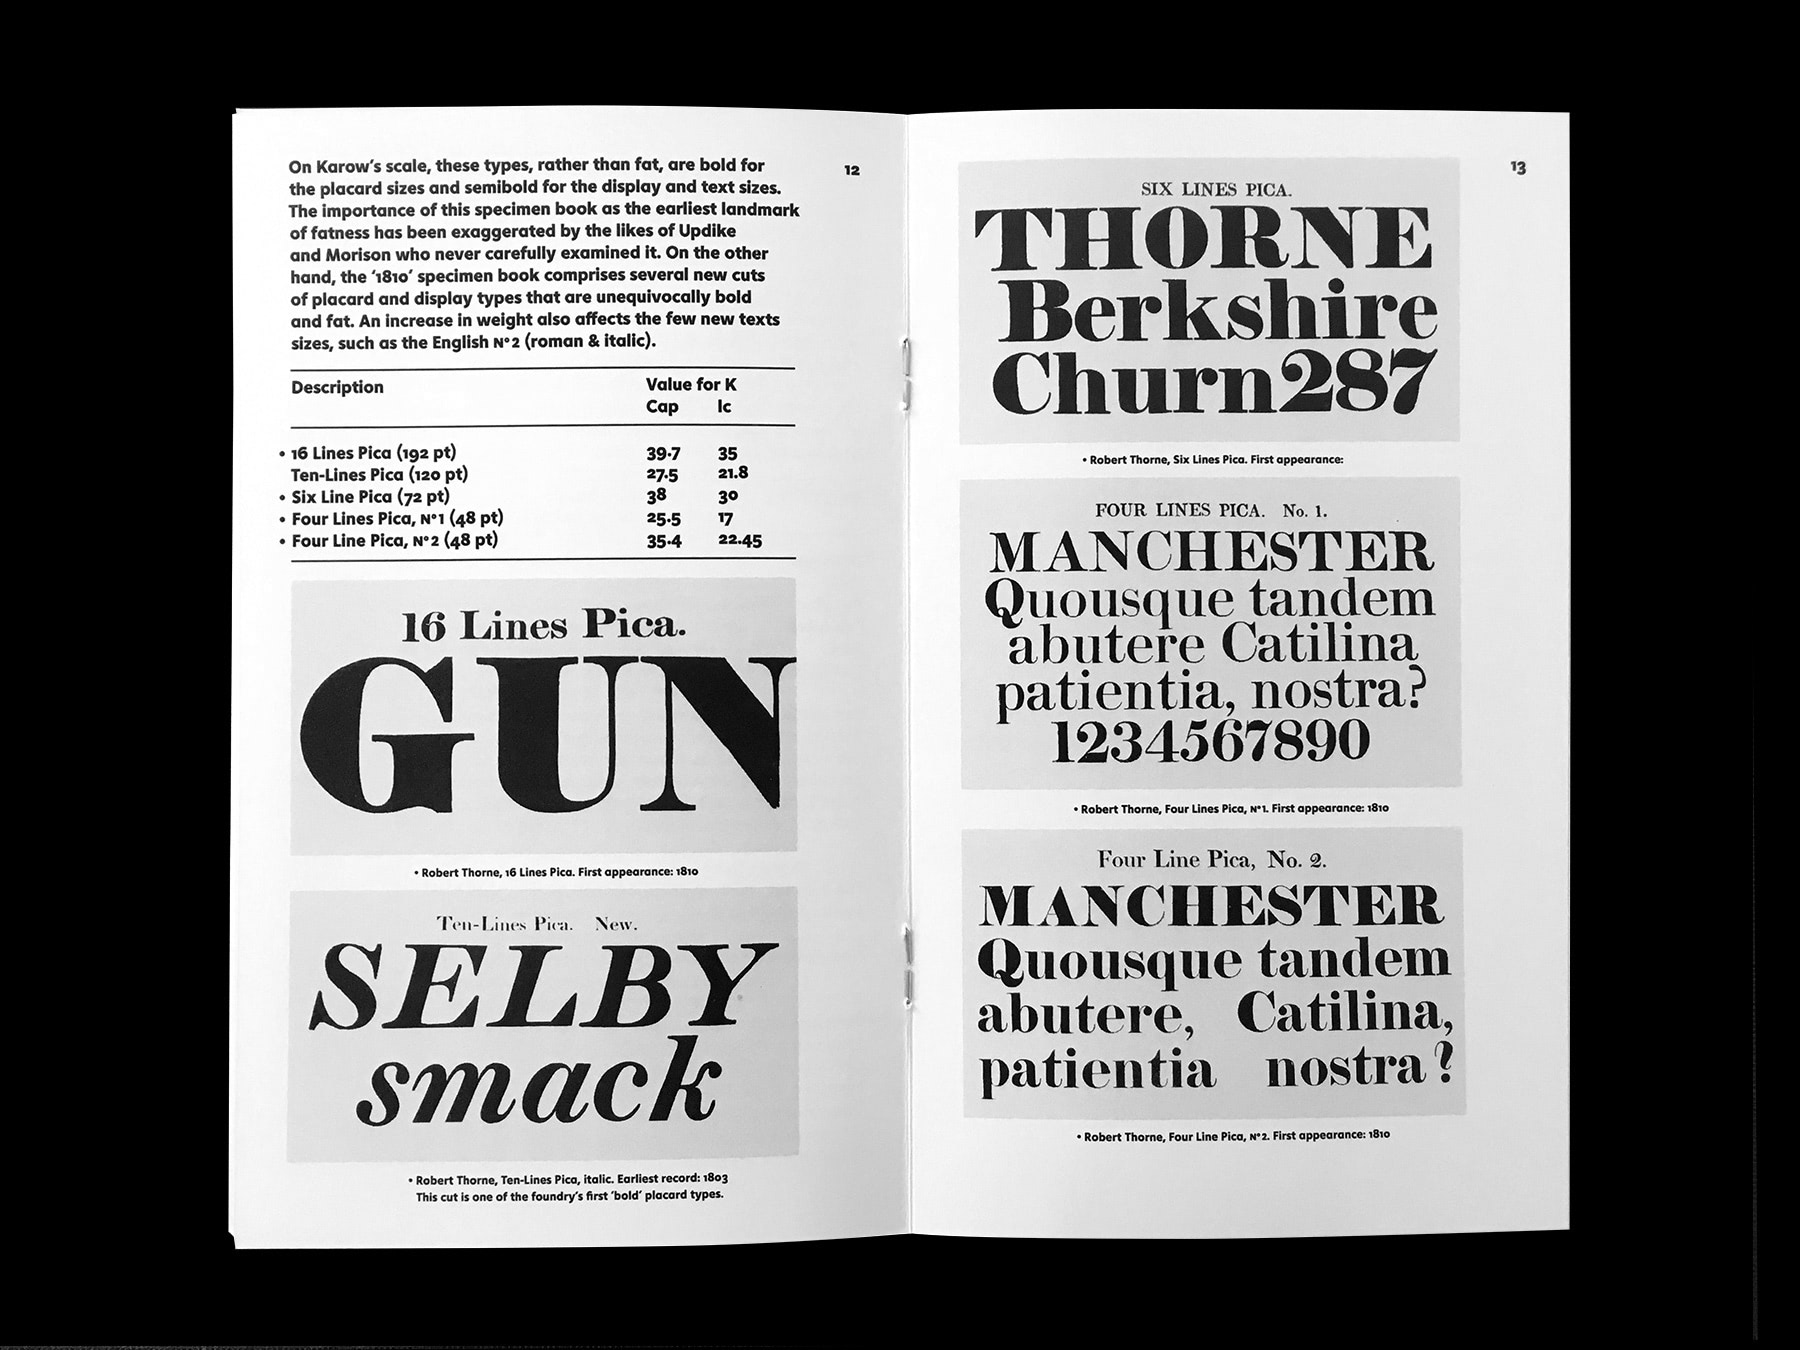 12
On Karow's scale, these types, rather than fat, are bold for
the placard sizes and semibold for the display and text sizes.
The importance of this specimen book as the earliest landmark
of fatness has been exaggerated by the likes of Updike
and Morison who never carefully examined it. On the other
hand, the ‘1810’ specimen book comprises several new cuts
of placard and display types that are unequivocally bold
and fat. An increase in weight also affects the few new texts
sizes, such as the English Nº2 (roman & italic).
Description Value for K
Cap lc
• 16 Lines Pica (192 pt) 39.7 35
Ten-Lines Pica (120 pt) 27.5 21.8
• Six Line Pica (72 pt) 38 30
• Four Lines Pica, Nº1 (48 pt) 25.5 17
• Four Line Pica, Nº2 (48 pt) 35.4 22.45
16 Lines Pica.
GUN
• Robert Thorne, 16 Lines Pica. First appearance: 1810
Ten-Lines Pica. New.
SELBY
smack
• Robert Thorne, Ten-Lines Pica, italic. Earliest record: 1803
This cut is one of the foundry's first ‘bold’ placard types.
13
SIX LINES PICA.
THORNE
Berkshire
Churn287
• Robert Thorne, Six Lines Pica. First appearance:
FOUR LINES PICA. No. 1.
MANCHESTER
Quousque tandem
abutere Catilina
patientia, nostra?
1234567890
• Robert Thorne, Four Lines Pica, Nº1. First appearance: 1810
Four Line Pica, No. 2.
MANCHESTER
Quousque tandem
abutere, Catilina,
patientia nostra ?
• Robert Thorne, Four Line Pica, Nº2. First appearance: 1810